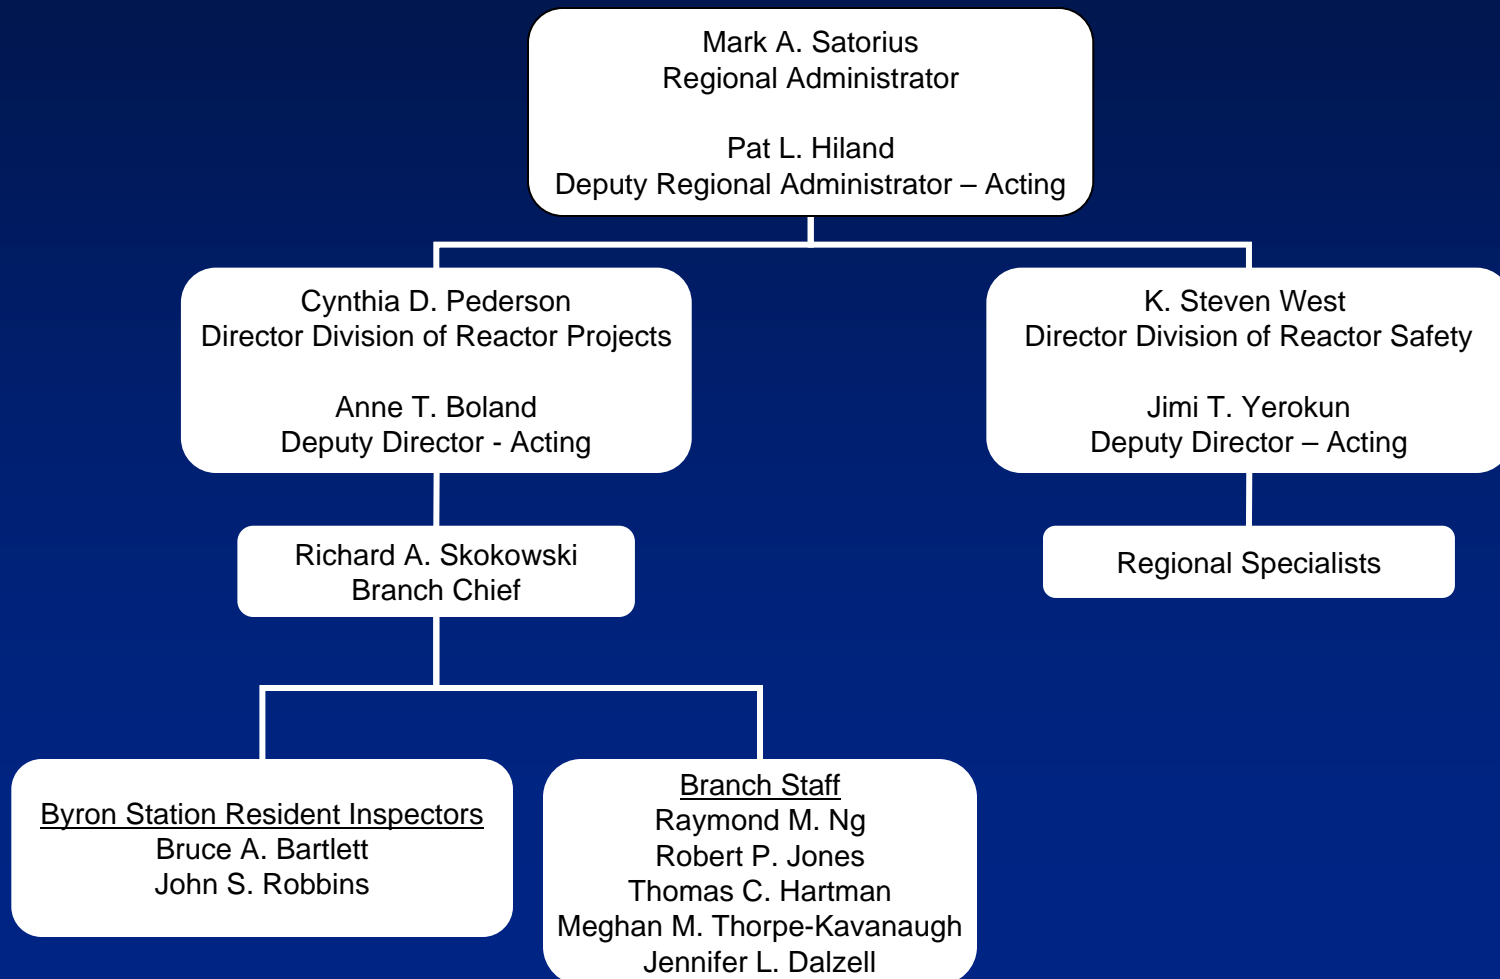 Mark A. Satorius
Regional Administrator
Pat L. Hiland
Deputy Regional Administrator – Acting
Cynthia D. Pederson
Director Division of Reactor Projects
Anne T. Boland
Deputy Director - Acting
K. Steven West
Director Division of Reactor Safety
Jimi T. Yerokun
Deputy Director – Acting
Richard A. Skokowski
Branch Chief
Regional Specialists
Byron Station Resident Inspectors
Bruce A. Bartlett
John S. Robbins
Branch Staff
Raymond M. Ng
Robert P. Jones
Thomas C. Hartman
Meghan M. Thorpe-Kavanaugh
Jennifer L. Dalzell